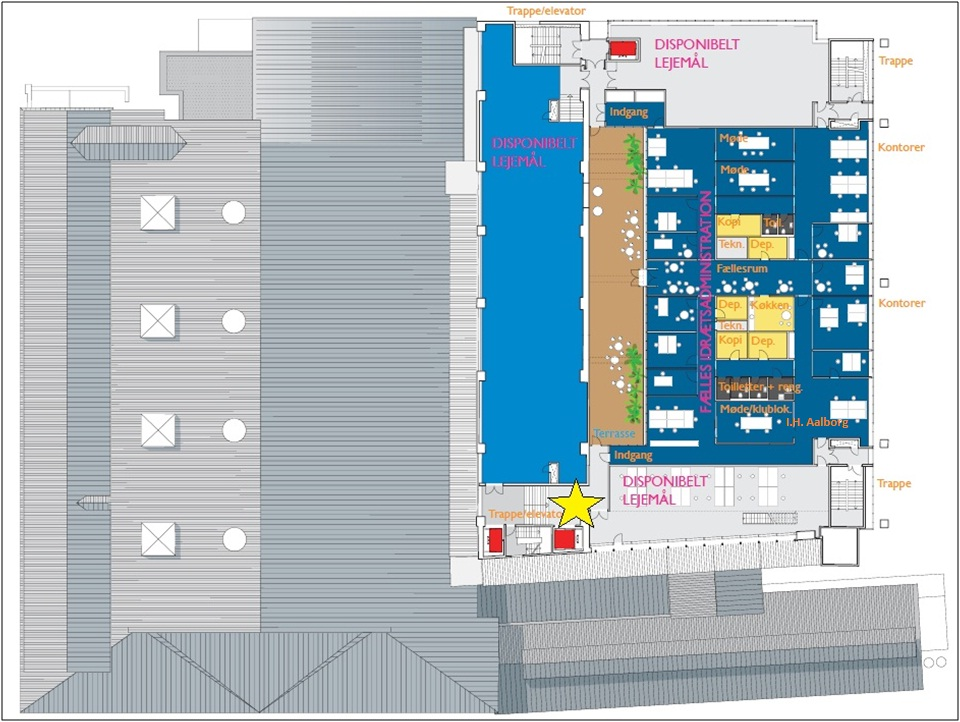 Trappe/elevator
DISPONIBELT
LEJEMÅL
Trappe
Indgang
DISPONIBELT
LEJEMÅL
Møde
Kontorer
Møde
Kopi
Toil.
Tekn.
Dep.
FÆLLES IDRÆTSADMINISTRATION
Fællesrum
Dep.
Køkken
Kontorer
Tekn.
Kopi
Dep.
Toiletter + reng.
Møde/klublok.
I.H. Aalborg
Terrasse
Indgang
DISPONIBELT
LEJEMÅL
Trappe
Trappe/elevator